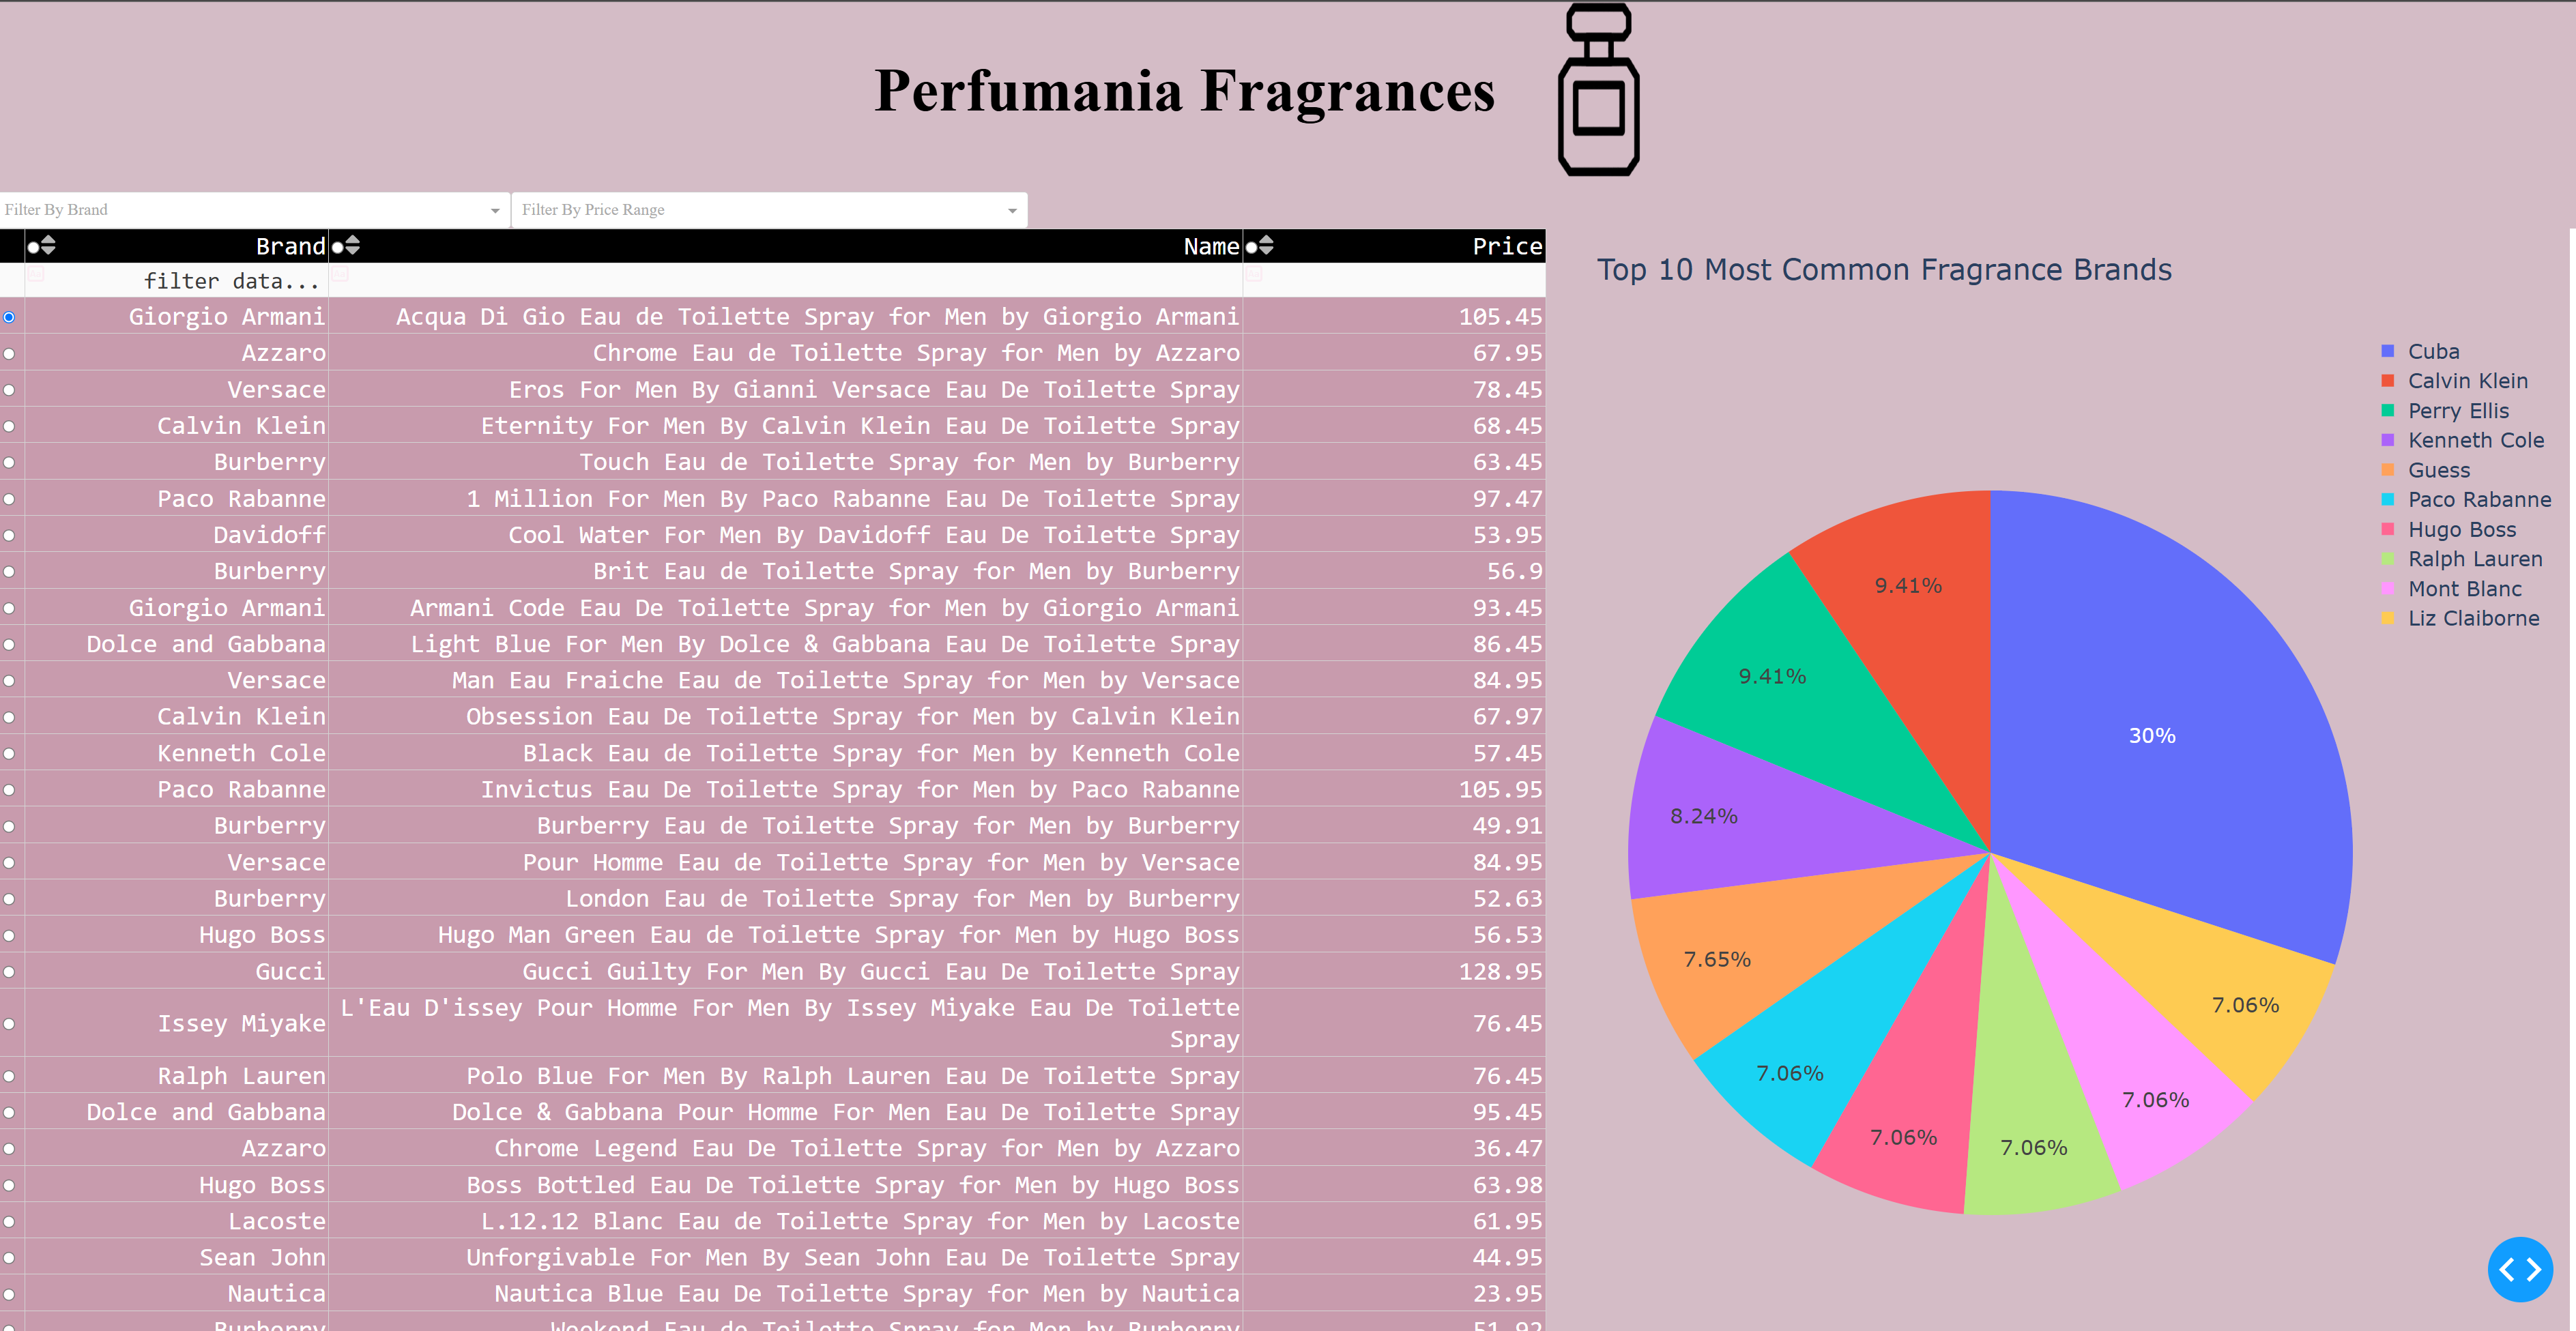 Perfumania Fragrances
Filter By Brand Filter By Price Range
Brand Name Price
filter data...
Giorgio Armani Acqua Di Gio Eau de Toilette Spray for Men by Giorgio Armani 105.45
Azzaro Chrome Eau de Toilette Spray for Men by Azzaro 67.95
Versace Eros For Men By Gianni Versace Eau De Toilette Spray 78.45
Calvin Klein Eternity For Men By Calvin Klein Eau De Toilette Spray 68.45
Burberry Touch Eau de Toilette Spray for Men by Burberry 63.45
Paco Rabanne 1 Million For Men By Paco Rabanne Eau De Toilette Spray 97.47
Davidoff Cool Water For Men By Davidoff Eau De Toilette Spray 53.95
Burberry Brit Eau de Toilette Spray for Men by Burberry 56.9
Giorgio Armani Armani Code Eau De Toilette Spray for Men by Giorgio Armani 93.45
Dolce and Gabbana Light Blue For Men By Dolce & Gabbana Eau De Toilette Spray 86.45
Versace Man Eau Fraiche Eau de Toilette Spray for Men by Versace 84.95
Calvin Klein Obsession Eau De Toilette Spray for Men by Calvin Klein 67.97
Kenneth Cole Black Eau de Toilette Spray for Men by Kenneth Cole 57.45
Paco Rabanne Invictus Eau De Toilette Spray for Men by Paco Rabanne 105.95
Burberry Burberry Eau de Toilette Spray for Men by Burberry 49.91
Versace Pour Homme Eau de Toilette Spray for Men by Versace 84.95
Burberry London Eau de Toilette Spray for Men by Burberry 52.63
Hugo Boss Hugo Man Green Eau de Toilette Spray for Men by Hugo Boss 56.53
Gucci Gucci Guilty For Men By Gucci Eau De Toilette Spray 128.95
Issey Miyake L'Eau D'issey Pour Homme For Men By Issey Miyake Eau De Toilette
Spray 76.45
Ralph Lauren Polo Blue For Men By Ralph Lauren Eau De Toilette Spray 76.45
Dolce and Gabbana Dolce & Gabbana Pour Homme For Men Eau De Toilette Spray 95.45
Azzaro Chrome Legend Eau De Toilette Spray for Men by Azzaro 36.47
Hugo Boss Boss Bottled Eau De Toilette Spray for Men by Hugo Boss 63.98
Lacoste L.12.12 Blanc Eau de Toilette Spray for Men by Lacoste 61.95
Sean John Unforgivable For Men By Sean John Eau De Toilette Spray 44.95
Nautica Nautica Blue Eau De Toilette Spray for Men by Nautica 23.95
Burberry Weekend Eau de Toilette Spray for Men by Burberry 51.92
Top 10 Most Common Fragrance Brands
Cuba
Calvin Klein
Perry Ellis
Kenneth Cole
Guess
Paco Rabanne
Hugo Boss
Ralph Lauren
Mont Blanc
Liz Claiborne
9.41%
9.41%
30%
8.24%
7.65%
7.06%
7.06%
7.06%
7.06%
7.06%